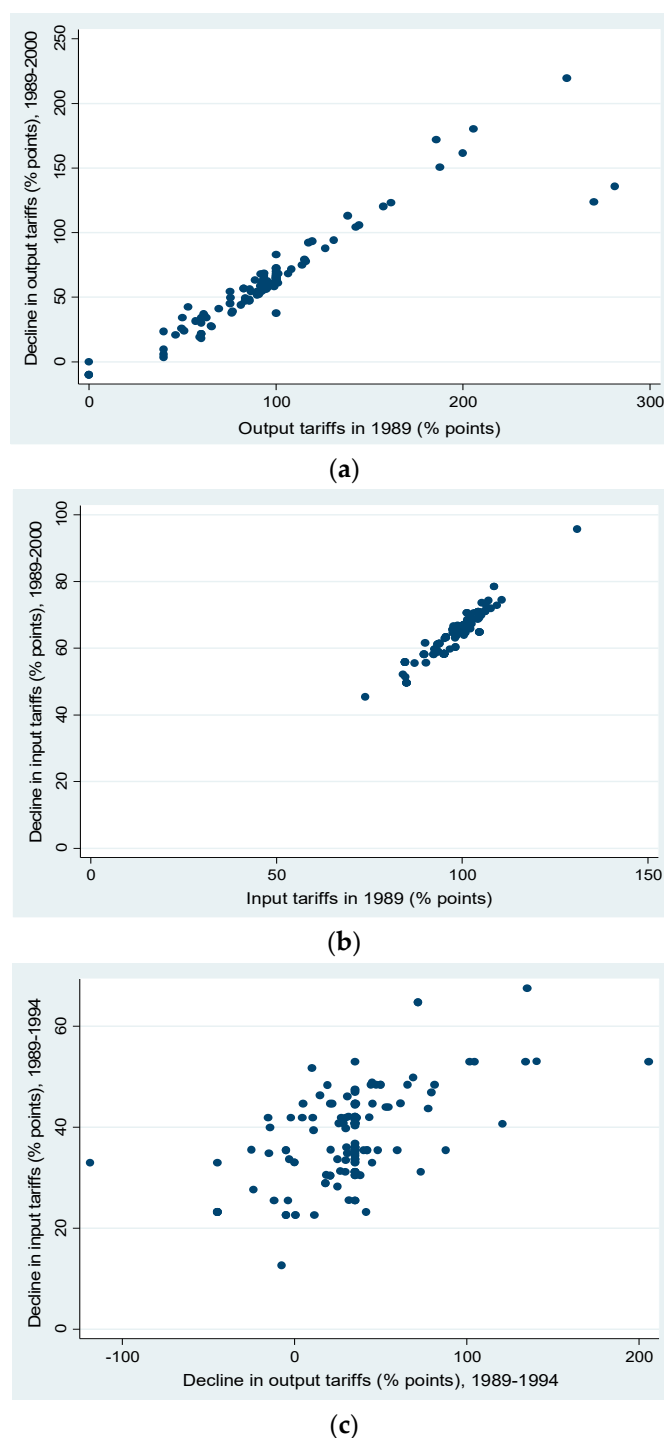 Decline in output tariffs (% points), 1989-2000
250
200
150
100
50
0
0 100 200 300
Output tariffs in 1989 (% points)
(a)
Decline in input tariffs (% points), 1989-2000
100
80
60
40
20
0
0 50 100 150
Input tariffs in 1989 (% points)
(b)
Decline in input tariffs (% points), 1989-1994
60
40
20
0
-100 0 100 200
Decline in output tariffs (% points), 1989-1994
(c)